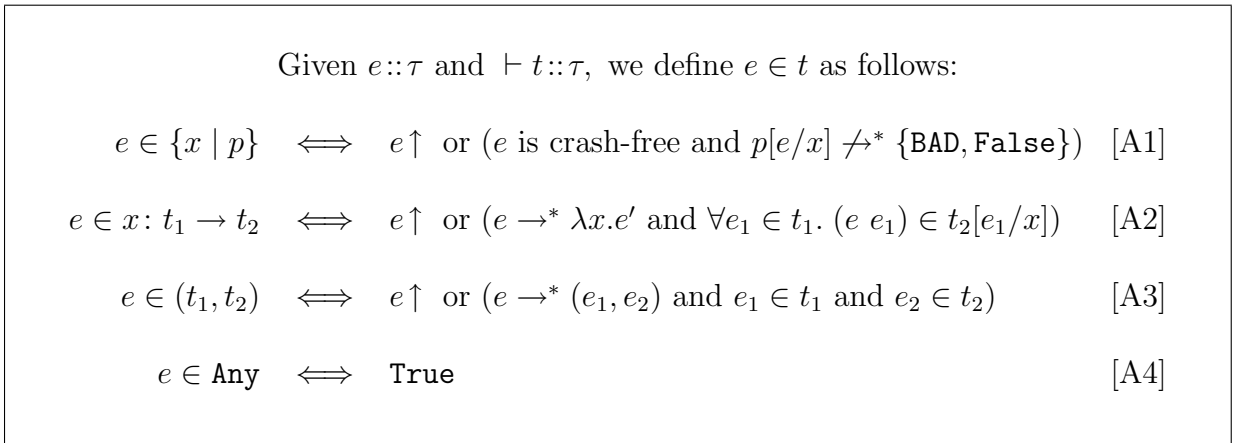 Given e::τ and ⊢ t::τ, we define e ∈ t as follows:
e ∈ {x | p} ⟺ e↑ or (e is crash-free and p[e/x] ↛* {BAD, False}) [A1]
e ∈ x: t₁ → t₂ ⟺ e↑ or (e →* λx.e′ and ∀e₁ ∈ t₁. (e e₁) ∈ t₂[e₁/x]) [A2]
e ∈ (t₁, t₂) ⟺ e↑ or (e →* (e₁, e₂) and e₁ ∈ t₁ and e₂ ∈ t₂) [A3]
e ∈ Any ⟺ True [A4]